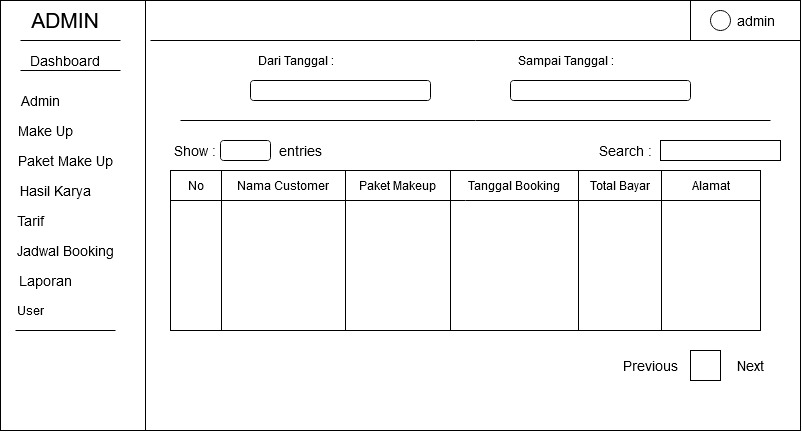 ADMIN
admin
Dashboard
Admin
Make Up
Paket Make Up
Hasil Karya
Tarif
Jadwal Booking
Laporan
User
Dari Tanggal : Sampai Tanggal :
Show : entries Search :
No Nama Customer Paket Makeup Tanggal Booking Total Bayar Alamat
Previous Next